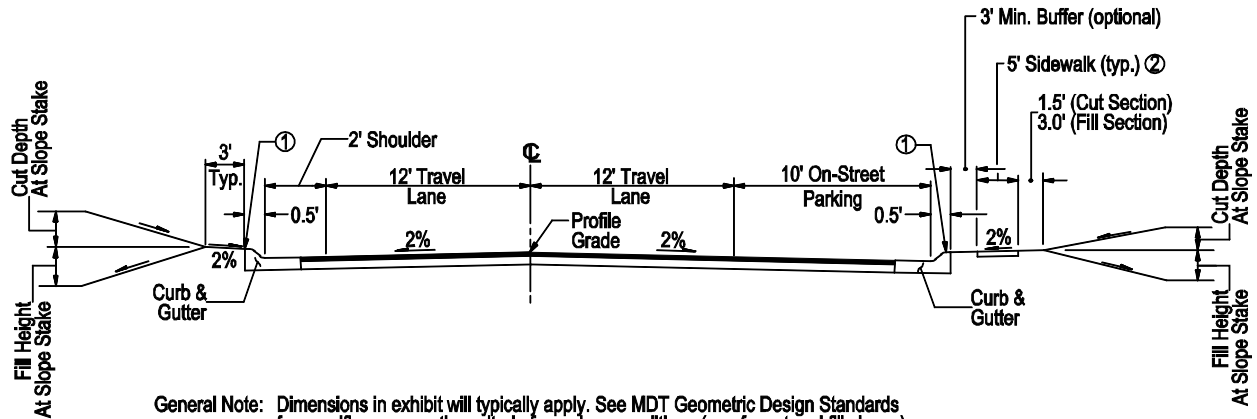 3' Min. Buffer (optional)
5' Sidewalk (typ.) ②
1.5' (Cut Section)
3.0' (Fill Section)
Cut Depth
At Slope Stake
3'
Typ.
①
2' Shoulder
℄
12' Travel
Lane
12' Travel
Lane
10' On-Street
Parking
①
0.5'
0.5'
Profile
Grade
2%
2%
2%
2%
Cut Depth
At Slope Stake
Curb &
Gutter
Curb &
Gutter
Fill Height
At Slope Stake
Fill Height
At Slope Stake
General Note: Dimensions in exhibit will typically apply. See MDT Geometric Design Standards